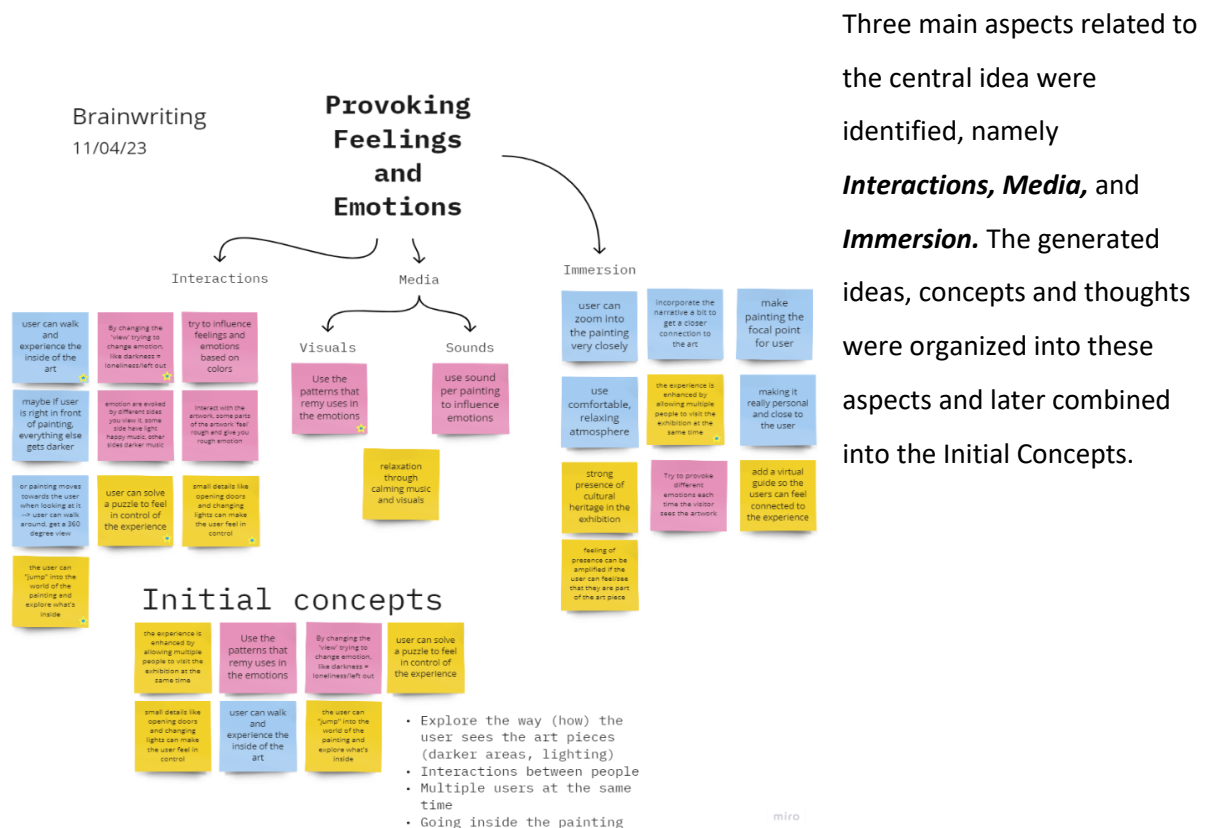 Three main aspects related to
the central idea were
identified, namely
Interactions, Media, and
Immersion. The generated
ideas, concepts and thoughts
were organized into these
aspects and later combined
into the Initial Concepts.
Brainwriting
11/04/23
Provoking
Feelings
and
Emotions
Interactions
user can walk
and
experience the
inside of the
art
By changing the
'view' trying to
change emotion,
like darkness =
loneliness/left out
try to influence
feelings and
emotions
based on
colors
maybe if user
is right in front
of painting,
everything else
gets darker
emotion are evoked
by different sides
you view it, some
side have light
happy music, other
sides darker music
Interact with the
artwork, some parts
of the artwork 'feel'
rough and give you
rough emotion
or painting moves
towards the user
when looking at it
--> user can walk
around, get a 360
degree view
user can solve
a puzzle to feel
in control of
the experience
small details like
opening doors
and changing
lights can make
the user feel in
control
the user can
"jump" into the
world of the
painting and
explore what's
inside
Media
Visuals
Use the
patterns that
remy uses in
the emotions
Sounds
use sound
per painting
to influence
emotions
relaxation
through
calming music
and visuals
Immersion
user can
zoom into
the painting
very closely
incorporate the
narrative a bit to
get a closer
connection to
the art
make
painting the
focal point
for user
use
comfortable,
relaxing
atmosphere
the experience is
enhanced by
allowing multiple
people to visit the
exhibition at the
same time
making it
really personal
and close to
the user
strong
presence of
cultural
heritage in the
exhibition
Try to provoke
different
emotions each
time the visitor
sees the artwork
add a virtual
guide so the
users can feel
connected to
the experience
feeling of
presence can be
amplified if the
user can feel/see
that they are part
of the art piece
Initial concepts
the experience is
enhanced by
allowing multiple
people to visit the
exhibition at the
same time
Use the
patterns that
remy uses in
the emotions
By changing the
'view' trying to
change emotion,
like darkness =
loneliness/left out
user can solve
a puzzle to feel
in control of
the experience
small details like
opening doors
and changing
lights can make
the user feel in
control
user can walk
and
experience the
inside of the
art
the user can
"jump" into the
world of the
painting and
explore what's
inside
• Explore the way (how) the
user sees the art pieces
(darker areas, lighting)
• Interactions between people
• Multiple users at the same
time
• Going inside the painting
miro